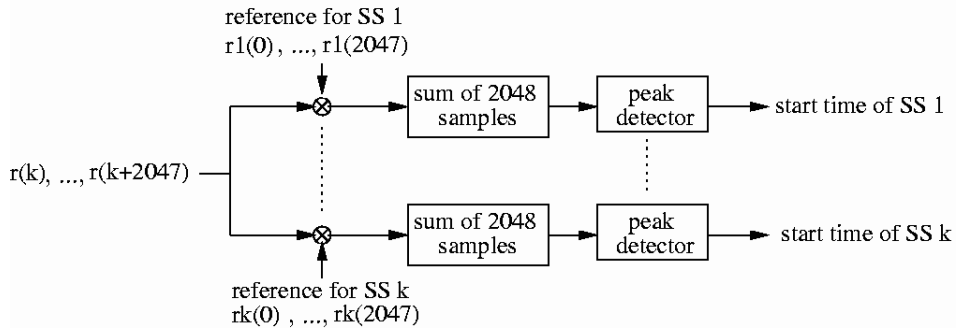 reference for SS 1
r1(0) , ..., r1(2047)
sum of 2048
samples
peak
detector
start time of SS 1
r(k), ..., r(k+2047)
sum of 2048
samples
peak
detector
start time of SS k
reference for SS k
rk(0) , ..., rk(2047)